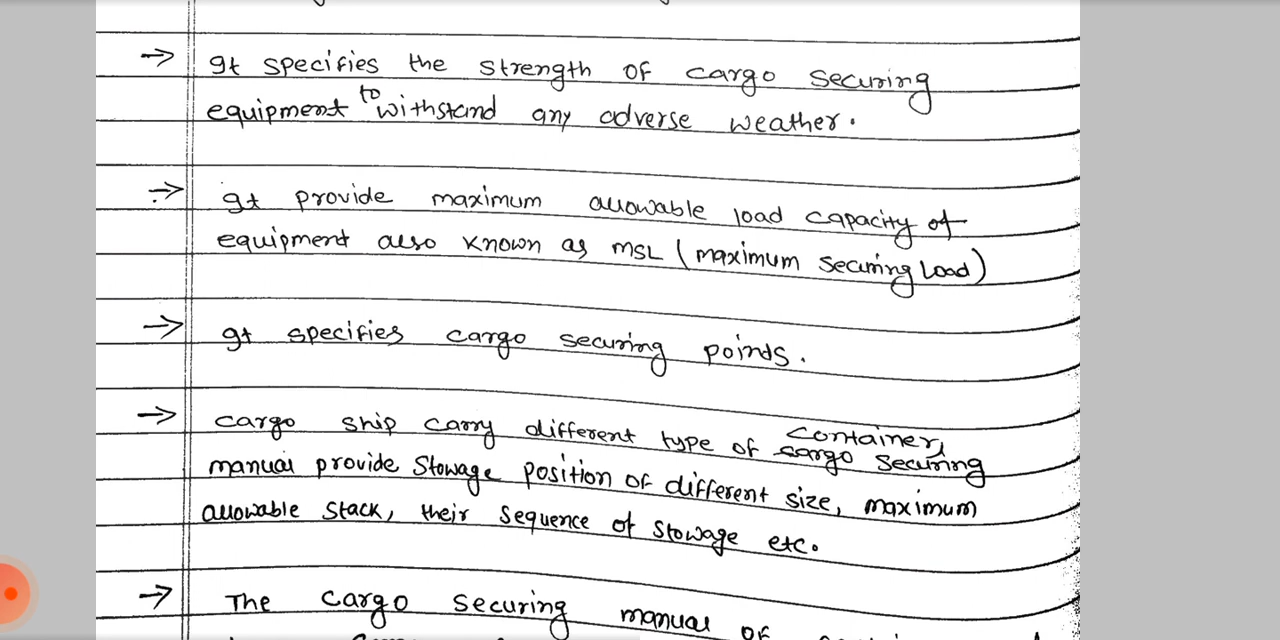 → It specifies the strength of cargo securing
equipment to withstand any adverse weather.
→ It provide maximum allowable load capacity of
equipment also known as MSL (maximum securing load)
→ It specifies cargo securing points.
→ cargo ship carry different type of container,
cargo securing
manual provide stowage position of different size, maximum
allowable stack, their sequence of stowage etc.
→ The cargo securing manual of